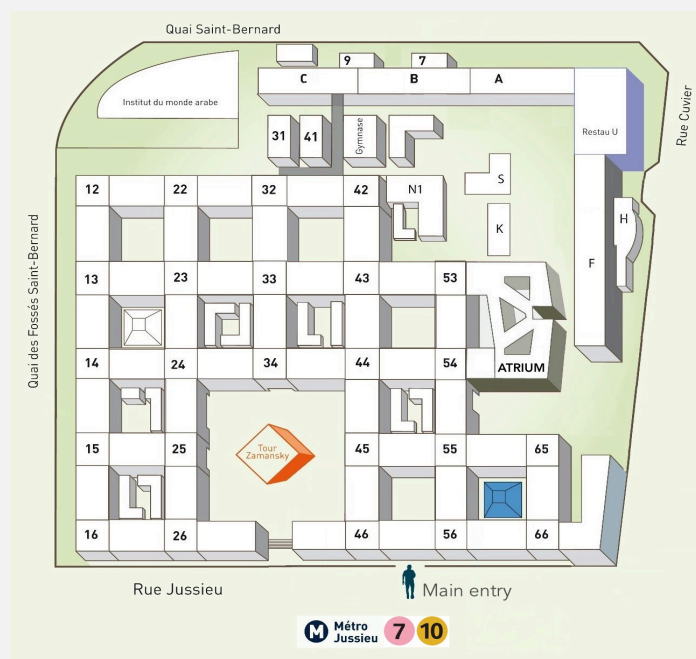 Quai Saint-Bernard
9
7
C
B
A
Institut du monde arabe
Restau U
Rue Cuvier
31
41
Gymnase
S
12
22
32
42
N1
K
H
F
Quai des Fossés Saint-Bernard
13
23
33
43
53
14
24
34
44
54
ATRIUM
Tour
Zamansky
15
25
45
55
65
16
26
46
56
66
Rue Jussieu
Main entry
M
Métro
Jussieu
7
10